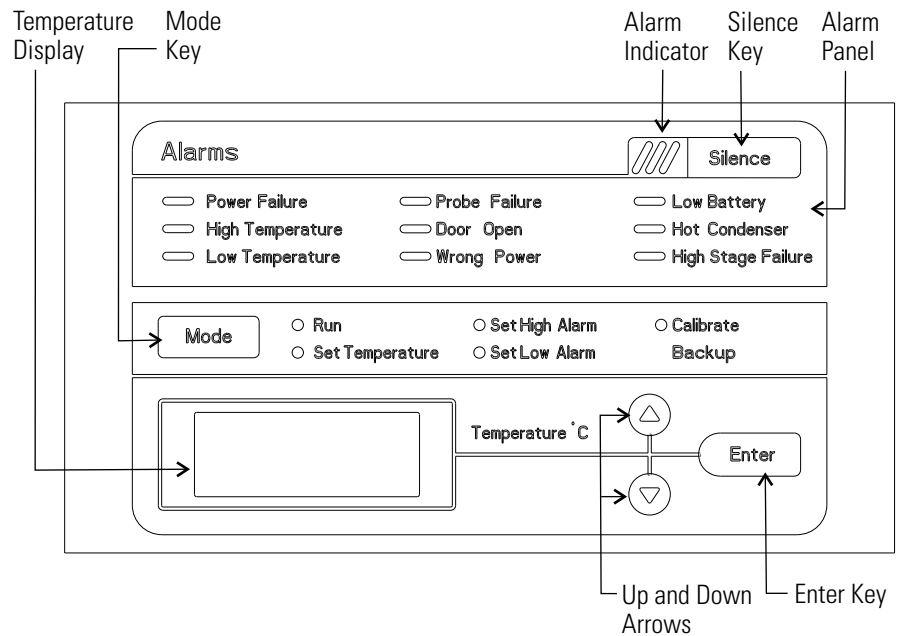 Temperature Display
Mode Key
Alarm Indicator
Silence Key
Alarm Panel
Alarms
Silence
Power Failure
Probe Failure
Low Battery
High Temperature
Door Open
Hot Condenser
Low Temperature
Wrong Power
High Stage Failure
Mode
Run
Set High Alarm
Calibrate
Set Temperature
Set Low Alarm
Backup
Temperature °C
Enter
Up and Down Arrows
Enter Key